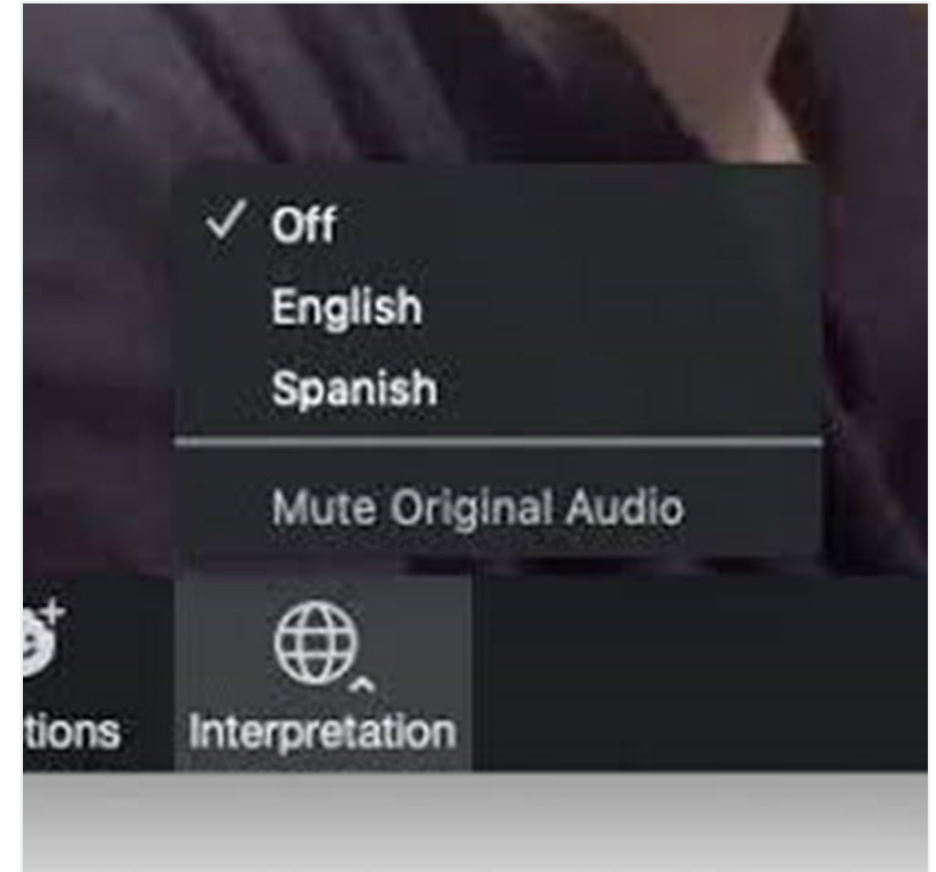 Off
English
Spanish
Mute Original Audio
tions
Interpretation